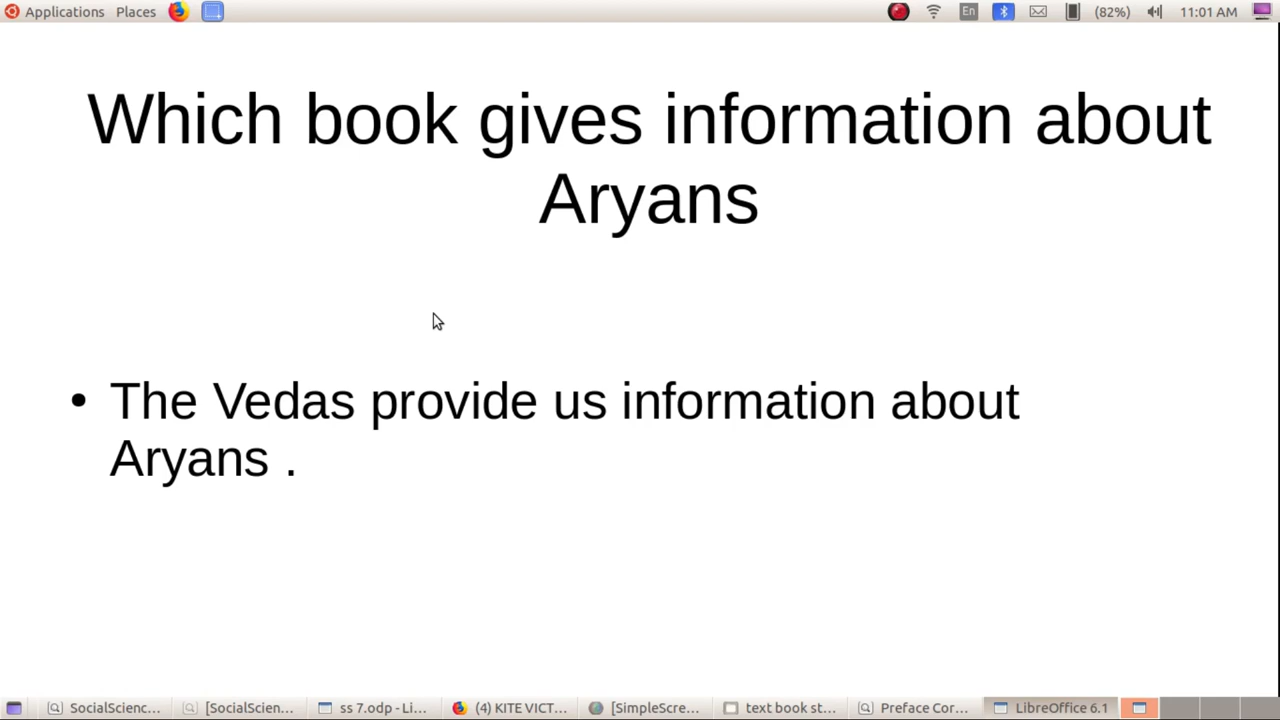 Applications Places En (82%) 11:01 AM
Which book gives information about
Aryans
• The Vedas provide us information about
Aryans .
SocialScienc... [SocialScien... ss 7.odp - Li... (4) KITE VICT... [SimpleScre... text book st... Preface Cor... LibreOffice 6.1